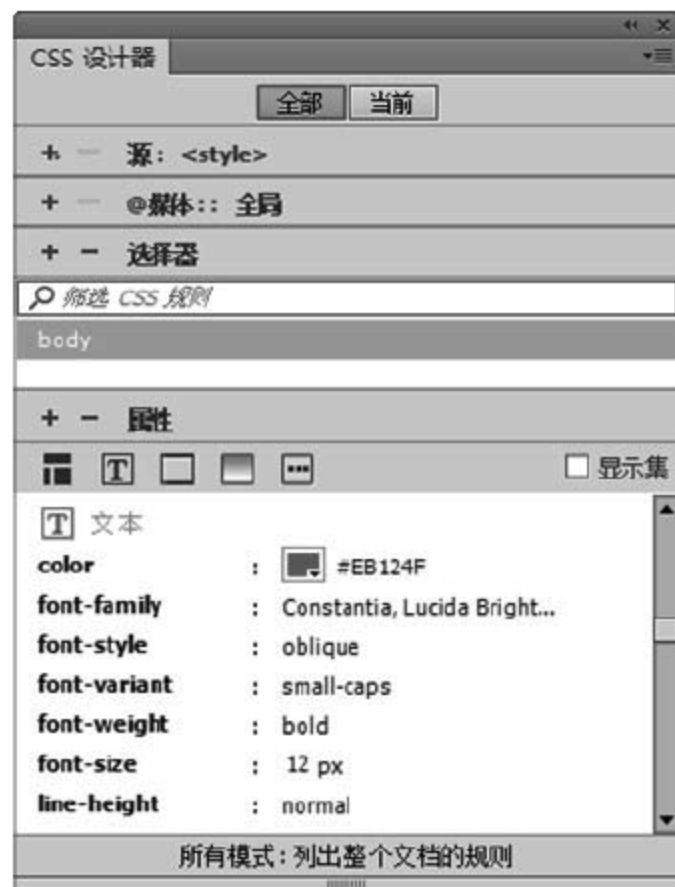 CSS 设计器
全部 当前
源: <style>
@媒体:: 全局
选择器
筛选 CSS 规则
body
属性
显示集
T 文本
color : #EB124F
font-family : Constantia, Lucida Bright...
font-style : oblique
font-variant : small-caps
font-weight : bold
font-size : 12 px
line-height : normal
所有模式:列出整个文档的规则